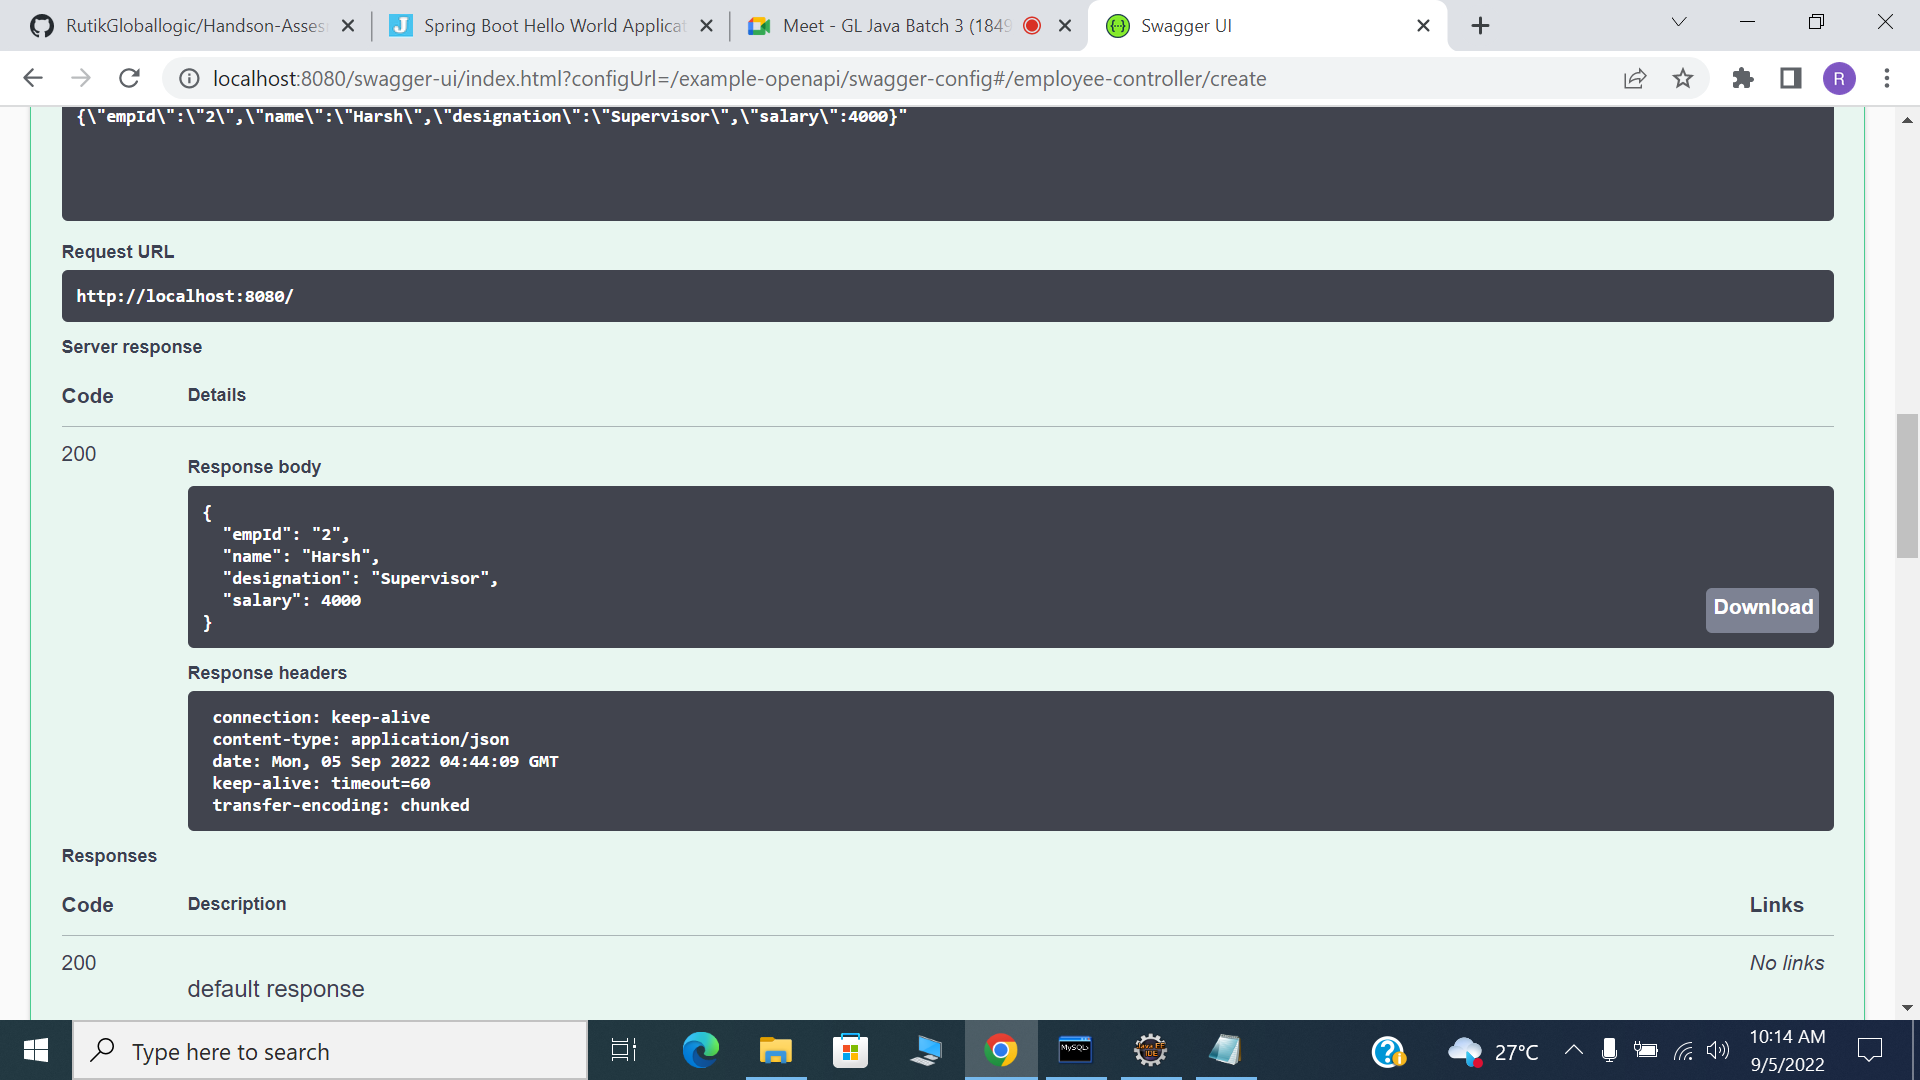 RutikGloballogic/Handson-Asses
Spring Boot Hello World Applicat
Meet - GL Java Batch 3 (1849
Swagger UI
localhost:8080/swagger-ui/index.html?configUrl=/example-openapi/swagger-config#/employee-controller/create
R
{\"empId\":\"2\",\"name\":\"Harsh\",\"designation\":\"Supervisor\",\"salary\":4000}"
Request URL
http://localhost:8080/
Server response
Code Details
200
Response body
{
"empId": "2",
"name": "Harsh",
"designation": "Supervisor",
"salary": 4000
}
Download
Response headers
connection: keep-alive
content-type: application/json
date: Mon, 05 Sep 2022 04:44:09 GMT
keep-alive: timeout=60
transfer-encoding: chunked
Responses
Code Description Links
200 No links
default response
Type here to search
MySQL
Java EE
IDE
27°C
10:14 AM
9/5/2022